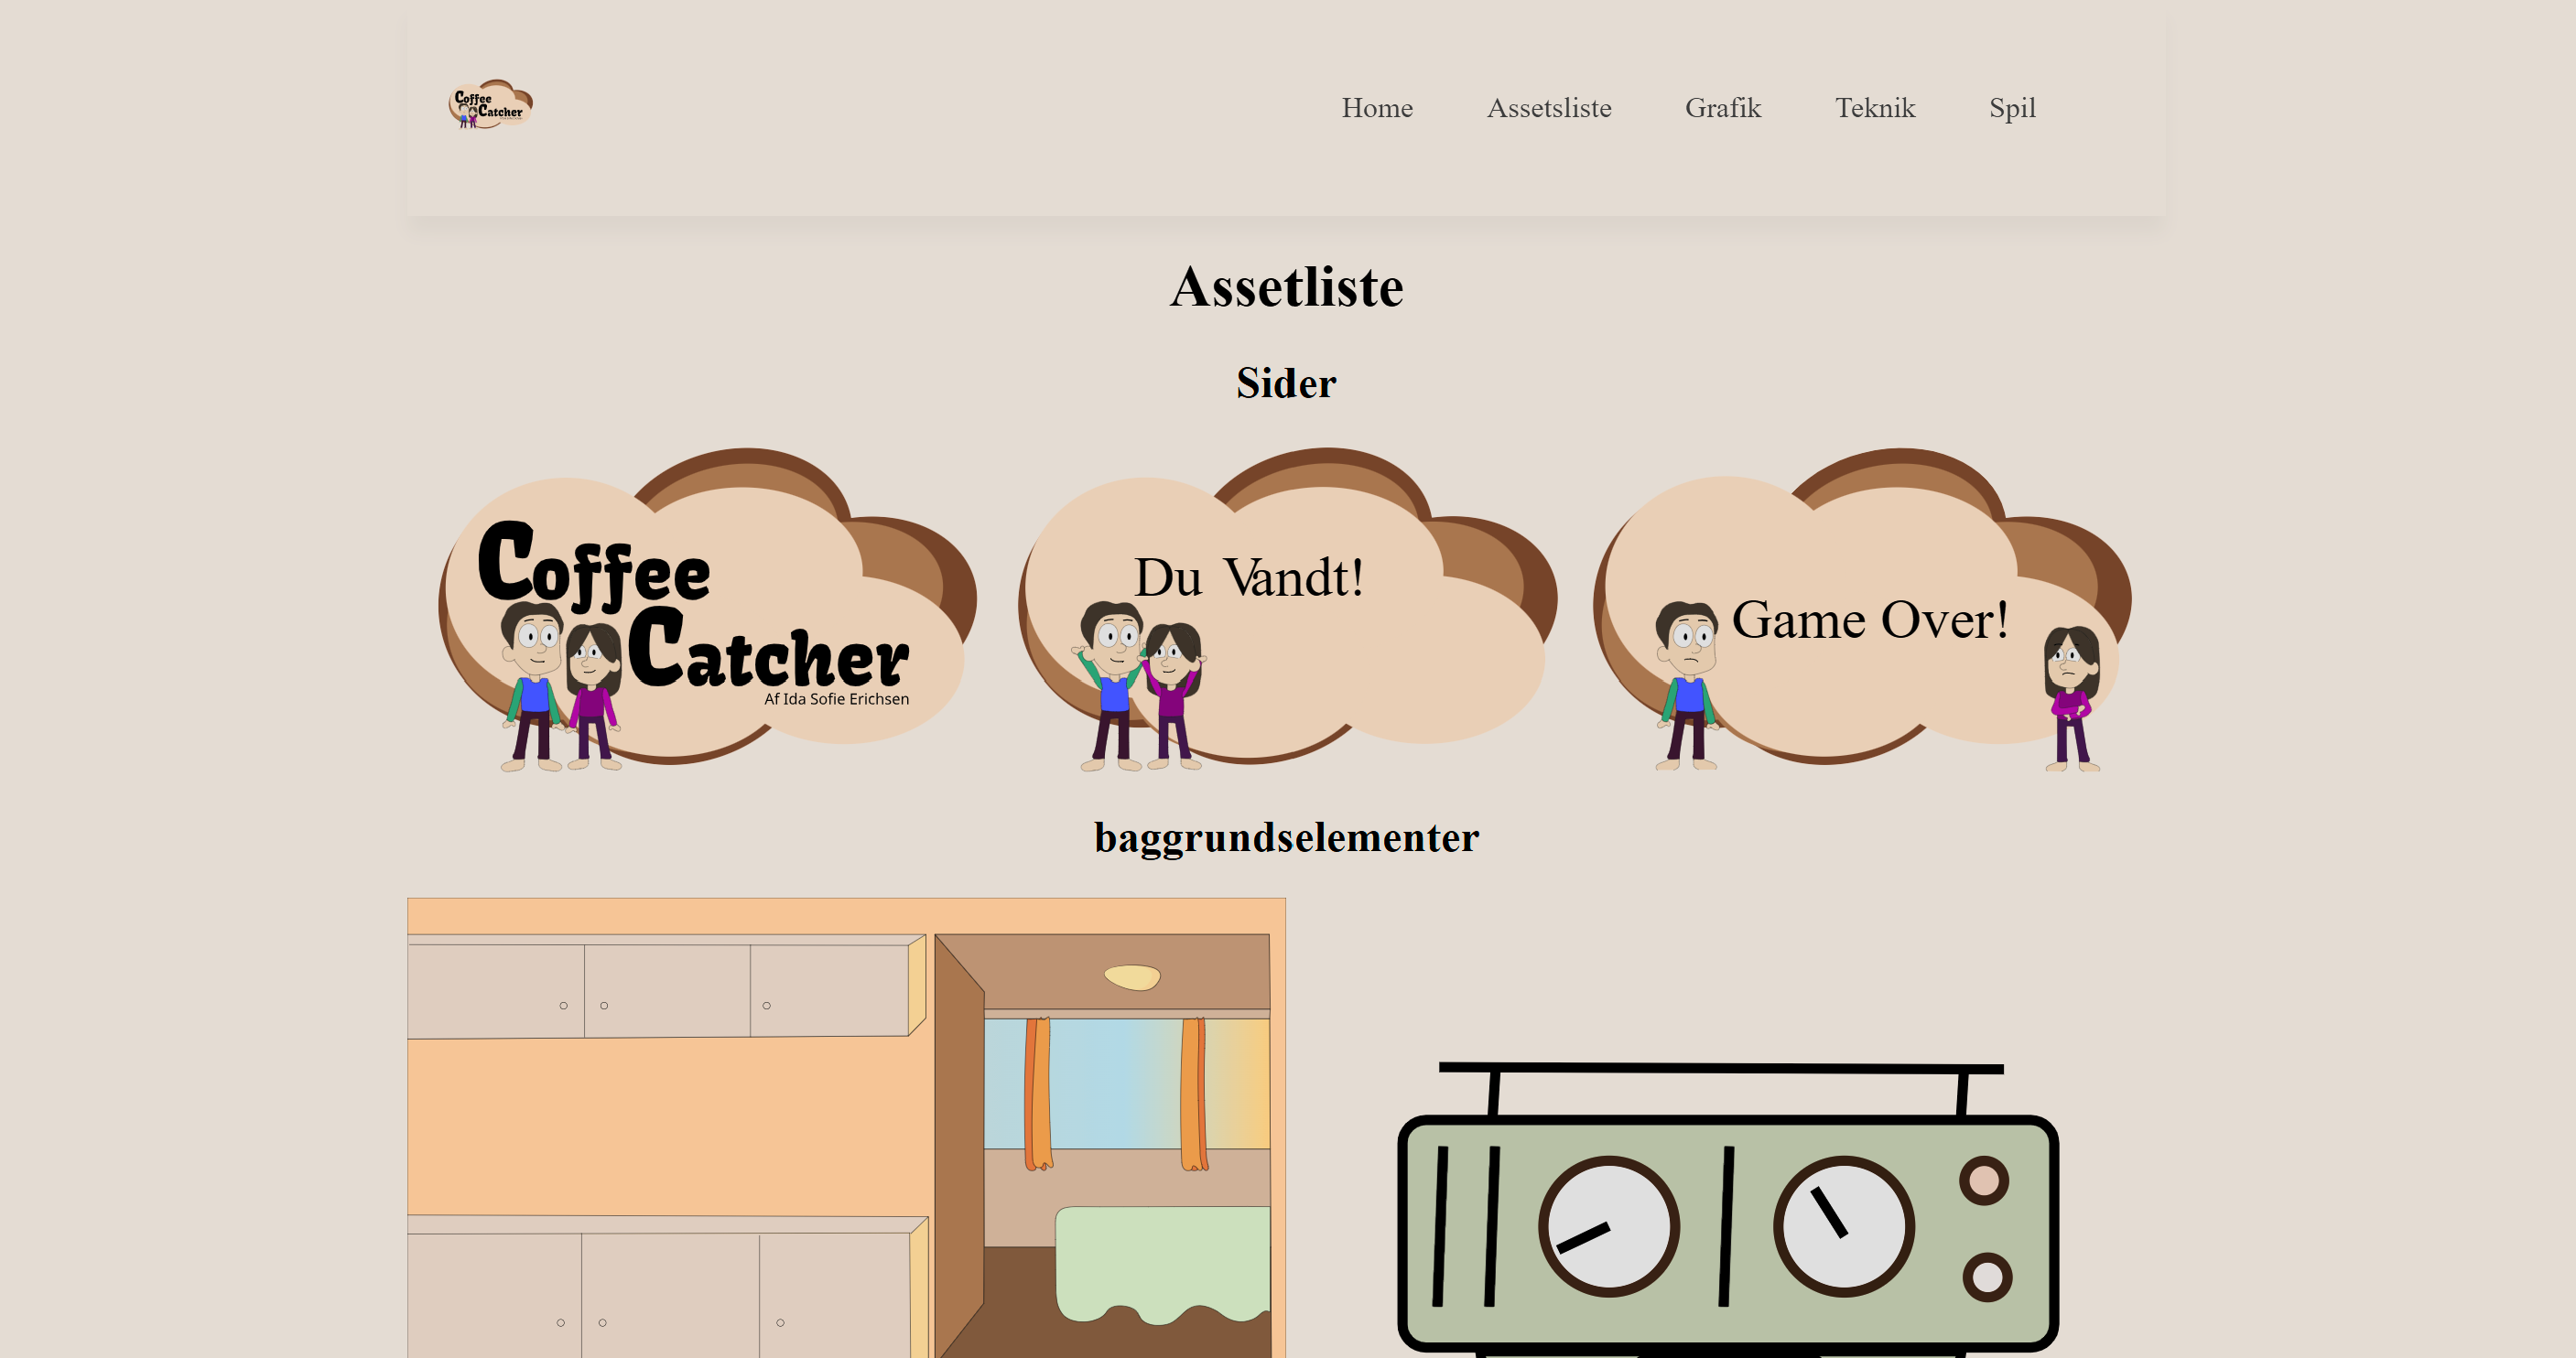 Coffee
Catcher
Home Assetsliste Grafik Teknik Spil
Assetliste
Sider
Coffee
Catcher
Af Ida Sofie Erichsen
Du Vandt!
Game Over!
baggrundselementer